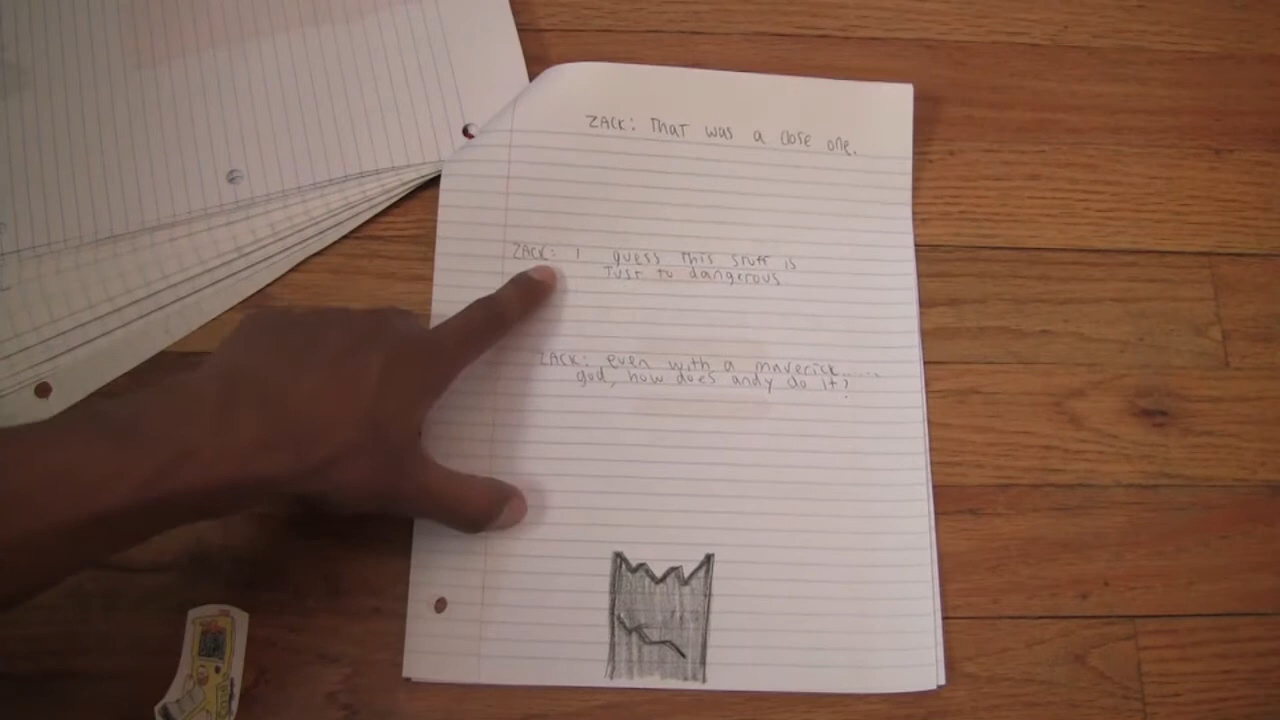 ZACK: That was a close one.
ZACK: I guess this stuff is
Just to dangerous
ZACK: even with a maverick......
god, how does andy do it?